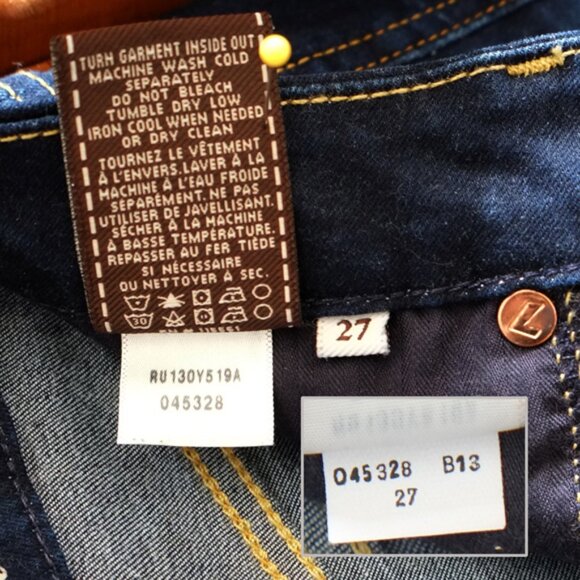 TURN GARMENT INSIDE OUT
MACHINE WASH COLD
SEPARATELY
DO NOT BLEACH
TUMBLE DRY LOW
IRON COOL WHEN NEEDED
OR DRY CLEAN
TOURNEZ LE VÊTEMENT
À L'ENVERS.LAVER À LA
MACHINE À L'EAU FROIDE
SÉPARÉMENT. NE PAS
UTILISER DE JAVELLISANT.
SÉCHER À LA MACHINE
À BASSE TEMPÉRATURE.
REPASSER AU FER TIÈDE
SI NÉCESSAIRE
OU NETTOYER À SEC.
30
RU130Y519A
045328
27
Z
045328 B13
27